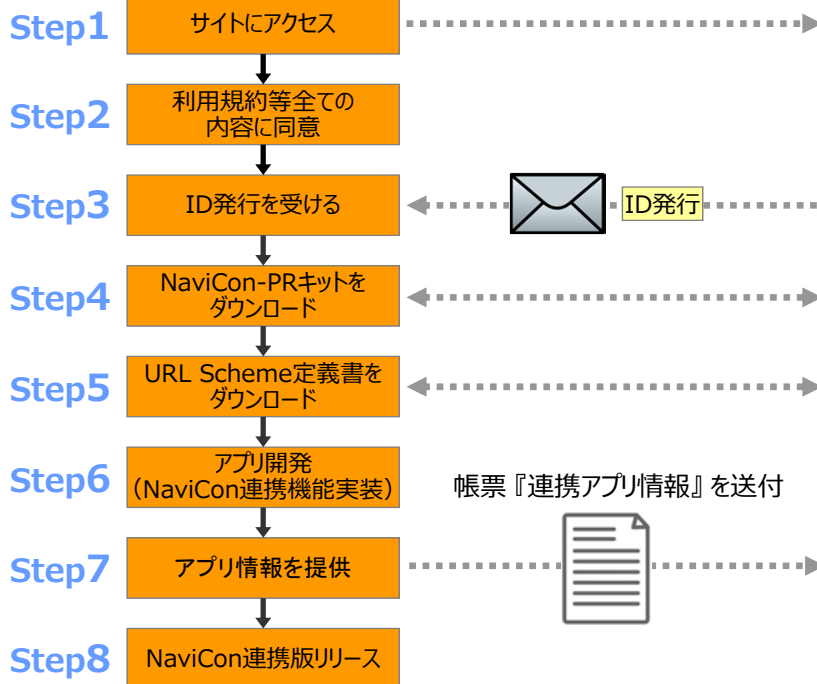 Step1
サイトにアクセス
Step2
利用規約等全ての
内容に同意
Step3
ID発行を受ける
ID発行
Step4
NaviCon-PRキットを
ダウンロード
Step5
URL Scheme定義書を
ダウンロード
Step6
アプリ開発
（NaviCon連携機能実装）
帳票『連携アプリ情報』を送付
Step7
アプリ情報を提供
Step8
NaviCon連携版リリース